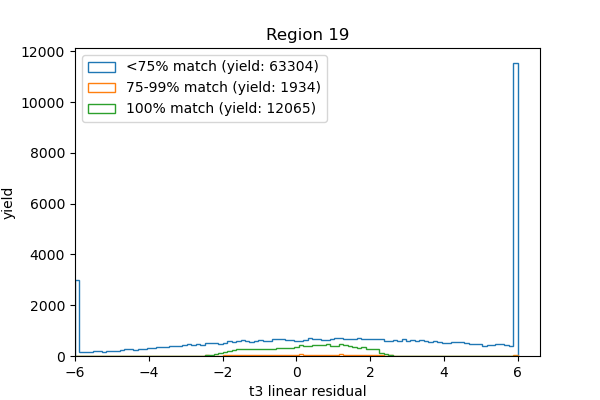 Region 19
<75% match (yield: 63304)
75-99% match (yield: 1934)
100% match (yield: 12065)
yield
12000
10000
8000
6000
4000
2000
0
−6 −4 −2 0 2 4 6
t3 linear residual